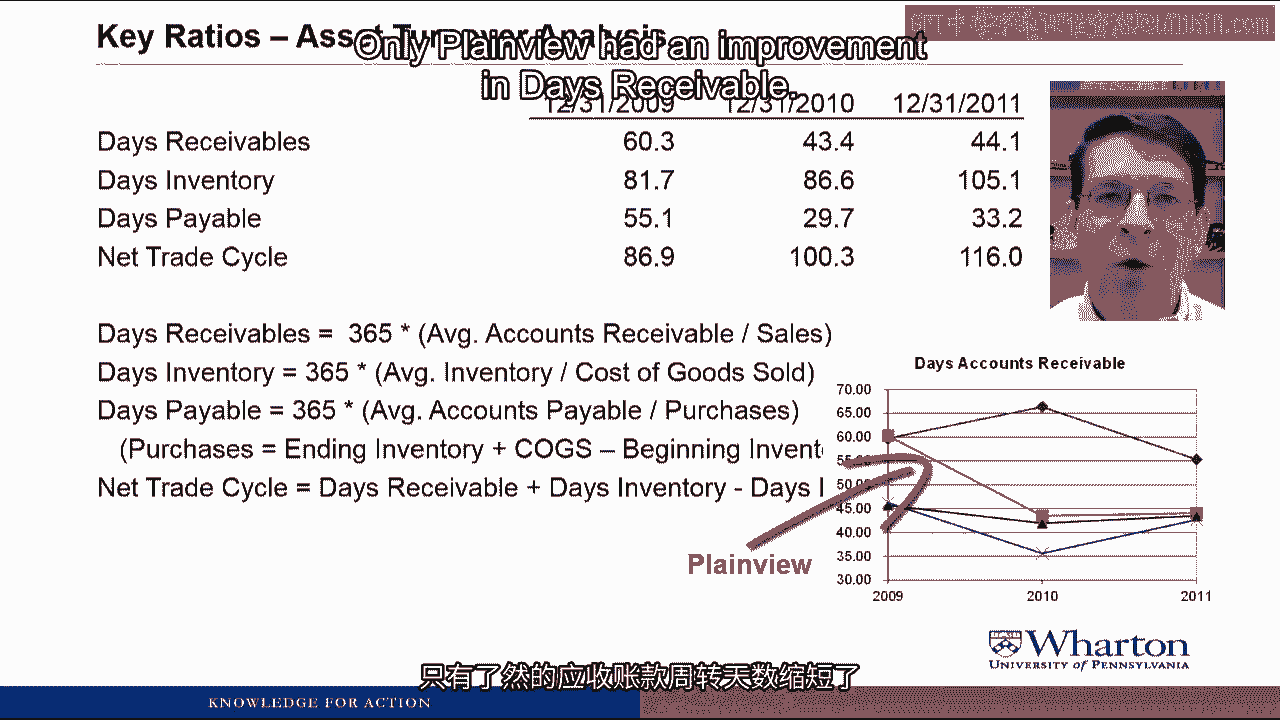 Key Ratios – Asset Turnover Analysis
Only Plainview had an improvement
in Days Receivable.
12/31/2009 12/31/2010 12/31/2011
Days Receivables 60.3 43.4 44.1
Days Inventory 81.7 86.6 105.1
Days Payable 55.1 29.7 33.2
Net Trade Cycle 86.9 100.3 116.0
Days Receivables = 365 * (Avg. Accounts Receivable / Sales)
Days Inventory = 365 * (Avg. Inventory / Cost of Goods Sold)
Days Payable = 365 * (Avg. Accounts Payable / Purchases)
(Purchases = Ending Inventory + COGS – Beginning Invent
Net Trade Cycle = Days Receivable + Days Inventory - Days
Days Accounts Receivable
70.00
65.00
60.00
50.00
45.00
40.00
35.00
30.00
2009 2010 2011
Plainview
Wharton
UNIVERSITY of PENNSYLVANIA
只有了然的应收账款周转天数缩短了
KNOWLEDGE FOR ACTION